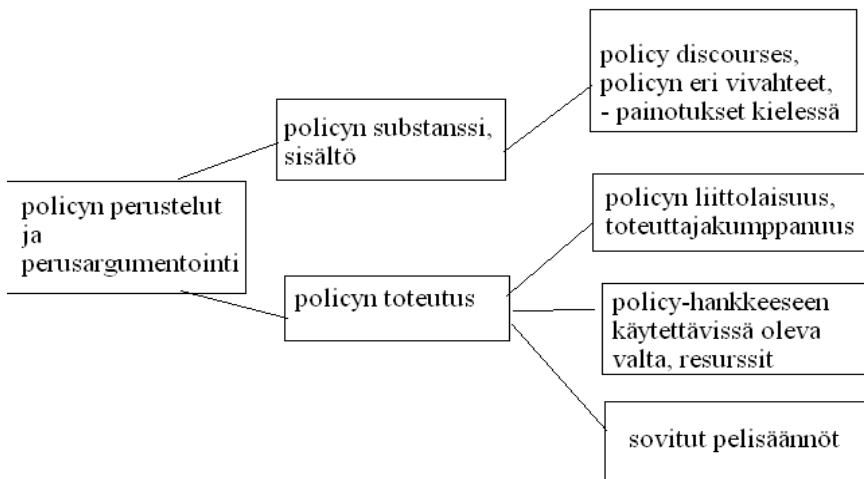 policyn perustelut
ja
perusargumentointi
policyn substanssi,
sisältö
policy discourses,
policyn eri vivahteet,
- painotukset kielessä
policyn toteutus
policyn liittolaisuus,
toteuttajakumppanuus
policy-hankkeeseen
käytettävissä oleva
valta, resurssit
sovitut pelisäännöt